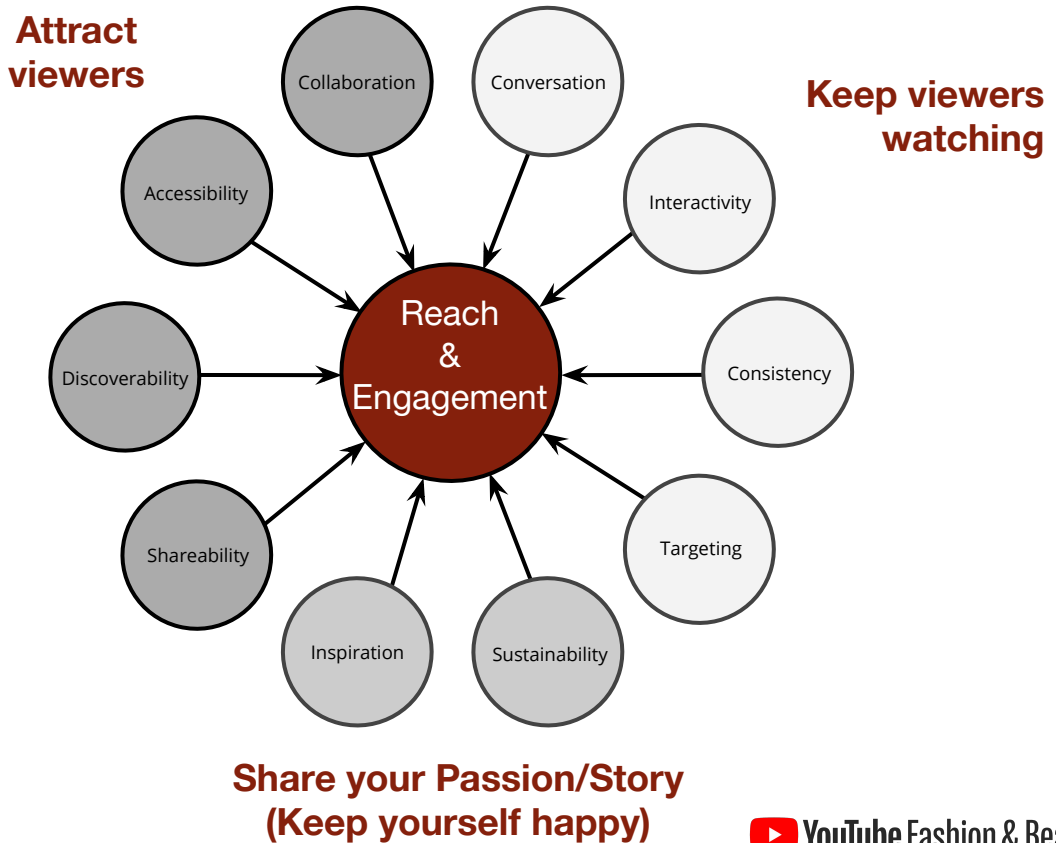 Attract
viewers
Collaboration
Conversation
Keep viewers
watching
Accessibility
Interactivity
Reach
&
Engagement
Discoverability
Consistency
Shareability
Targeting
Inspiration
Sustainability
Share your Passion/Story
(Keep yourself happy)
YouTube Fashion &